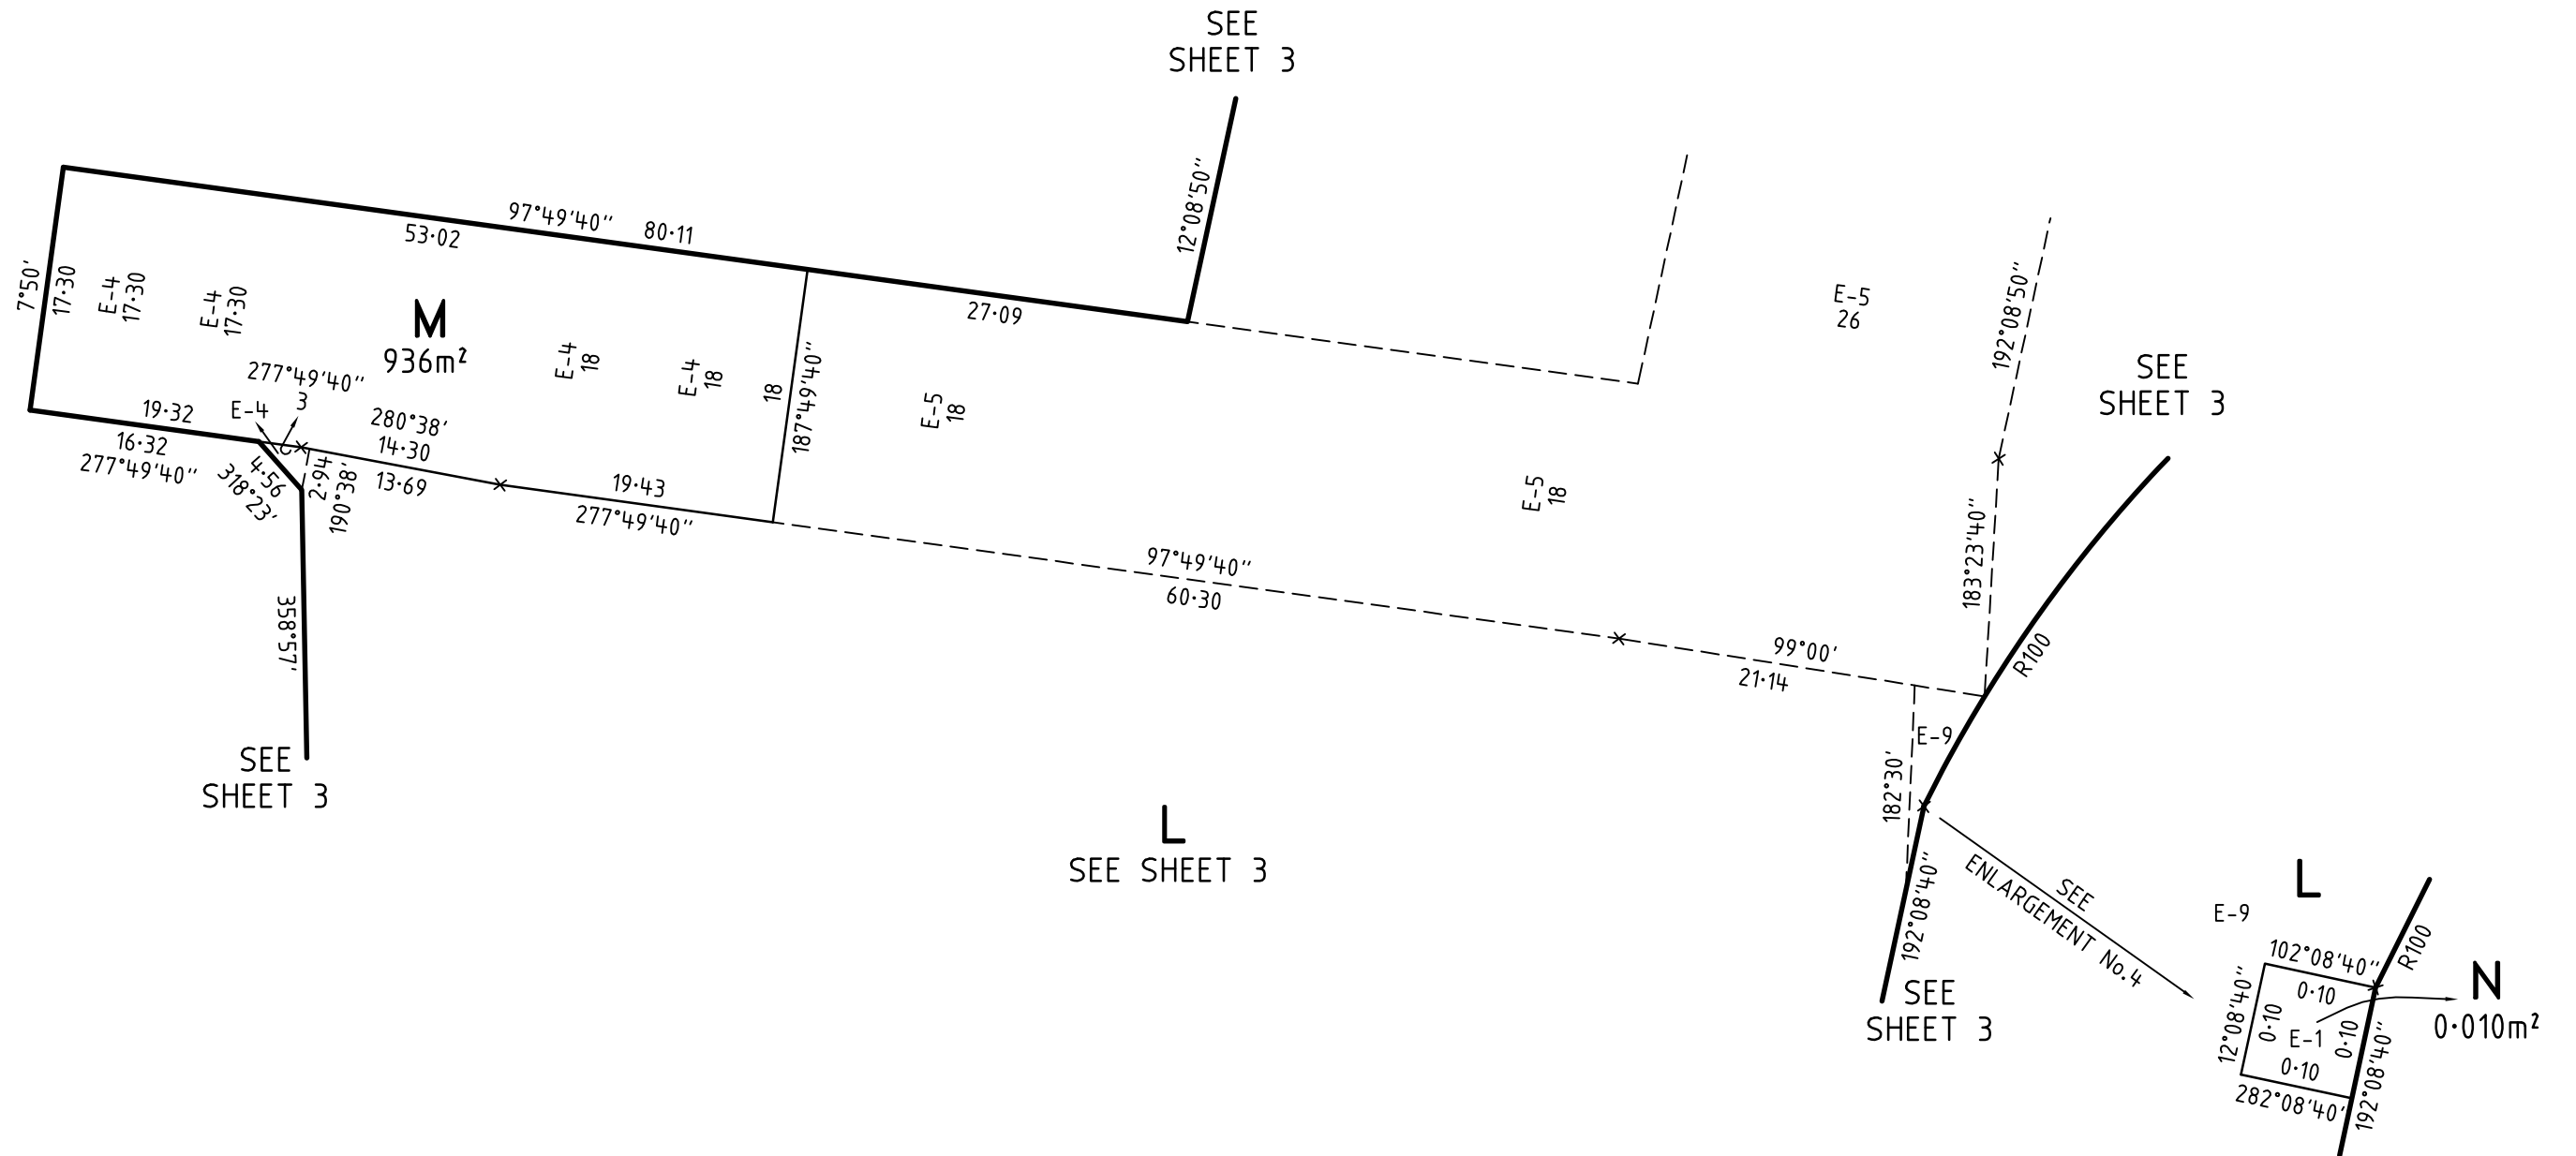 SEE
SHEET 3
97°49'40"
80·11
53·02
12°08'50"
7°50'
17·30
E-4
17·30
E-4
17·30
M
936m²
27·09
E-5
26
192°08'50"
SEE
SHEET 3
E-4
18
E-4
18
18
187°49'40"
E-5
18
277°49'40"
3
E-4
19·32
16·32
277°49'40"
280°38'
14·30
13·69
4·56
318°23'
2·94
190°38'
19·43
277°49'40"
E-5
18
97°49'40"
60·30
183°23'40"
99°00'
21·14
R100
358°57'
E-9
182°30'
SEE
SHEET 3
L
SEE SHEET 3
192°08'40"
SEE
ENLARGEMENT No.4
SEE
SHEET 3
L
E-9
102°08'40"
0·10
R100
N
0·010m²
12°08'40"
0·10
E-1
0·10
0·10
282°08'40"
192°08'40"